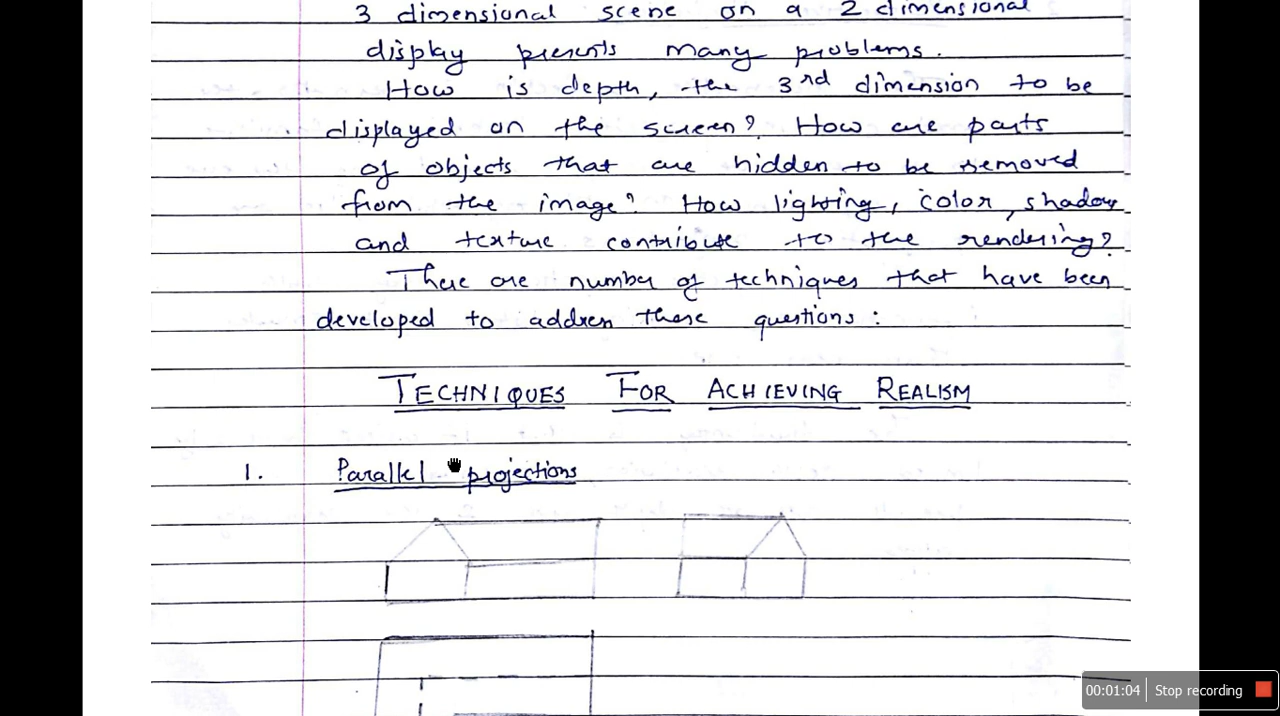 3 dimensional scene on a 2 dimensional
display presents many problems.
How is depth, the 3rd dimension to be
displayed on the screen? How are parts
of objects that are hidden to be removed
from the image? How lighting, color, shadow
and texture contribute to the rendering?
There are number of techniques that have been
developed to address these questions:
TECHNIQUES FOR ACHIEVING REALISM
1. Parallel projections
00:01:04 Stop recording